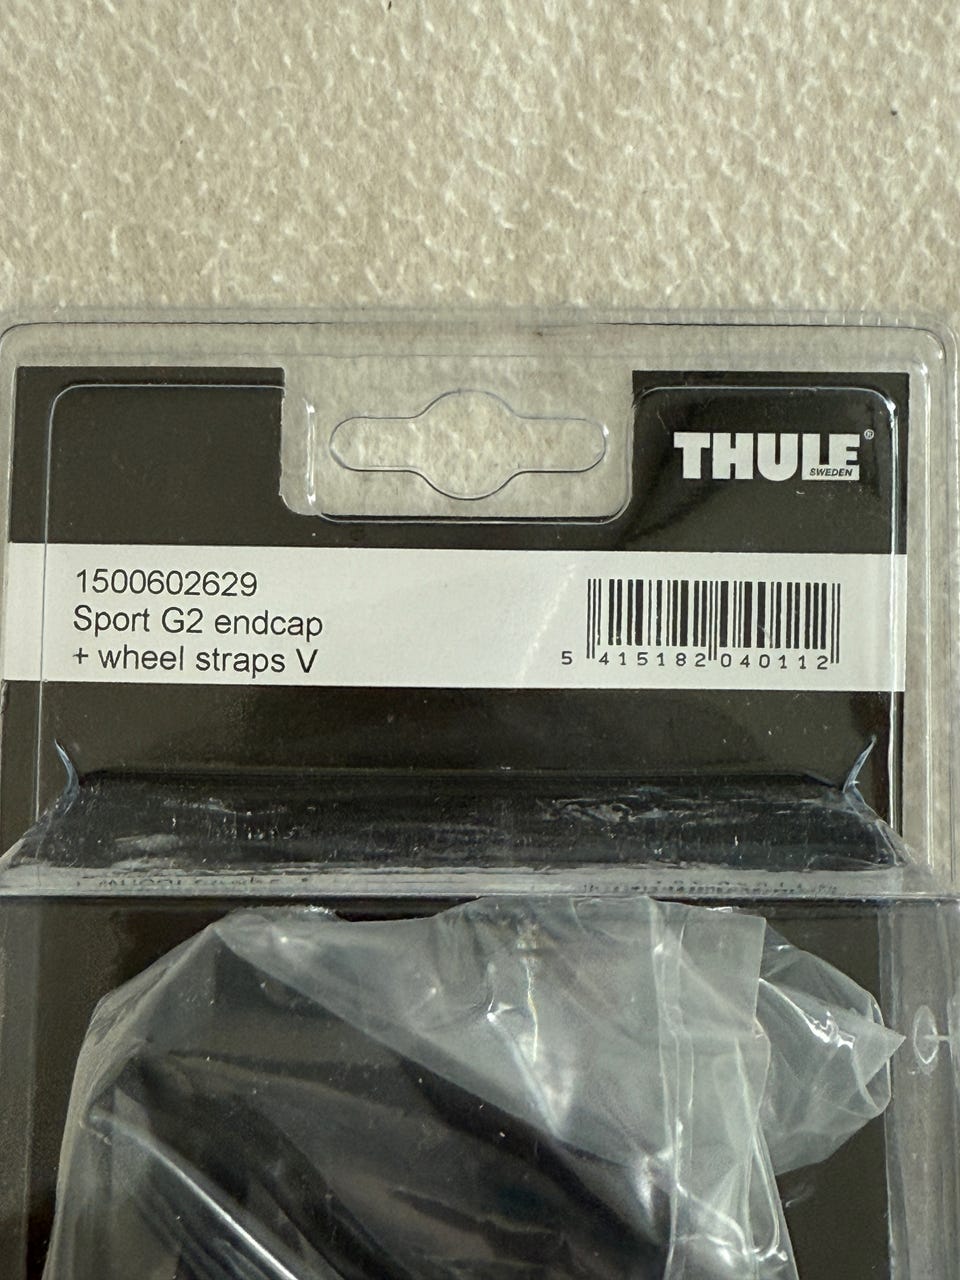 THULE®
SWEDEN
1500602629
Sport G2 endcap
+ wheel straps V
5 415182 040112